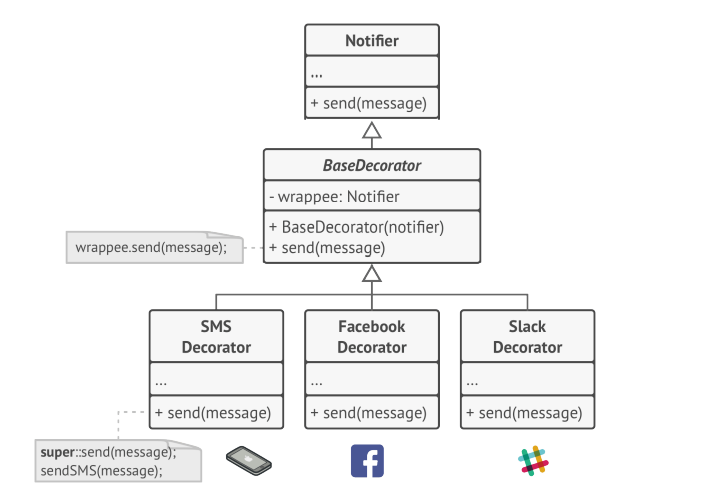 Notifier
...
+ send(message)
BaseDecorator
- wrappee: Notifier
+ BaseDecorator(notifier)
+ send(message)
wrappee.send(message);
SMS
Decorator
...
+ send(message)
Facebook
Decorator
...
+ send(message)
Slack
Decorator
...
+ send(message)
super::send(message);
sendSMS(message);